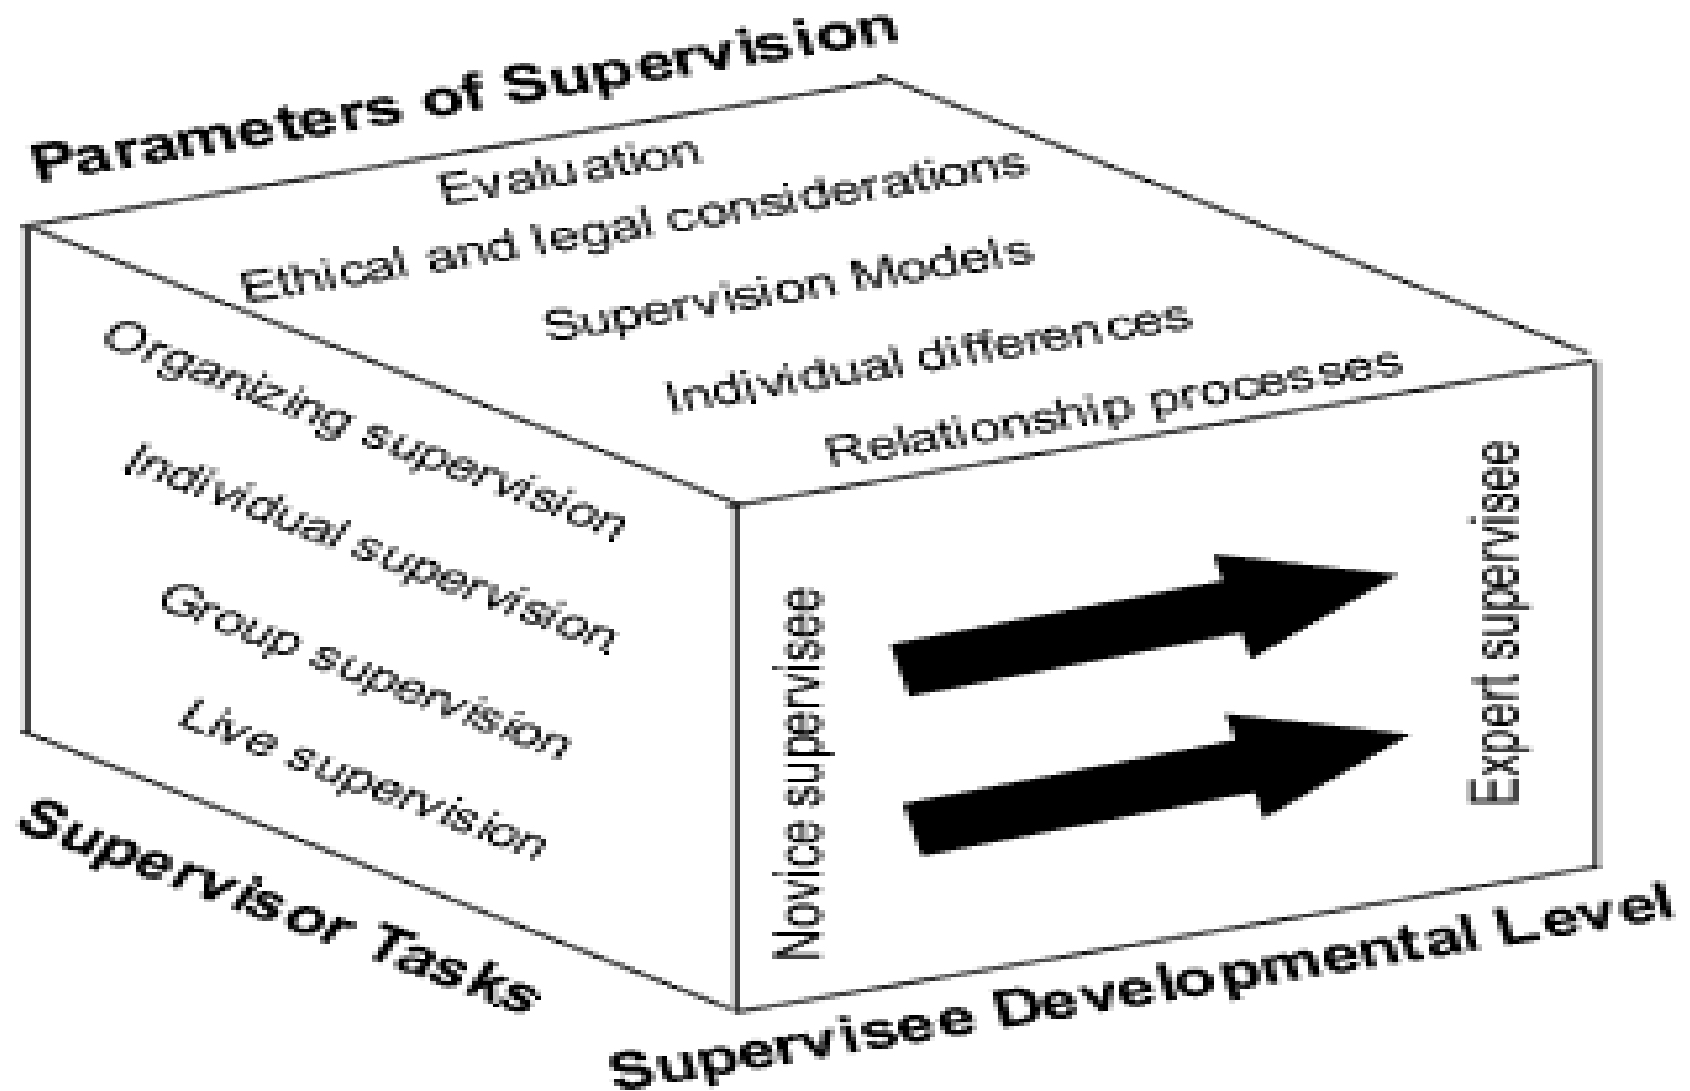 Parameters of Supervision
Evaluation
Ethical and legal considerations
Supervision Models
Individual differences
Relationship processes
Organizing supervision
Individual supervision
Group supervision
Live supervision
Supervisor Tasks
Novice supervisee
Expert supervisee
Supervisee Developmental Level